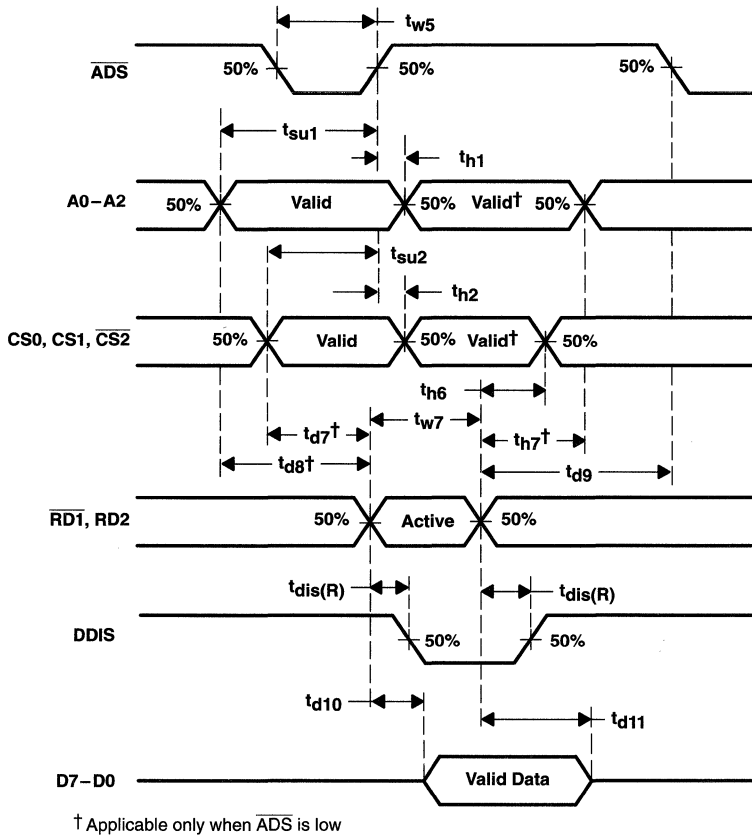 tw5
ADS 50% 50% 50%
tsu1
th1
A0–A2 50% Valid 50% Valid† 50%
tsu2
th2
CS0, CS1, CS2 50% Valid 50% Valid† 50%
th6
td7† tw7 th7†
td8† td9
RD1, RD2 50% Active 50%
tdis(R) tdis(R)
DDIS 50% 50%
td10 td11
D7–D0 Valid Data
† Applicable only when ADS is low